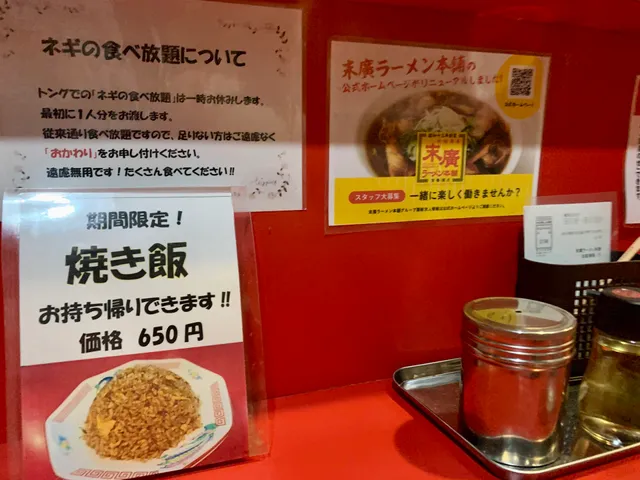 ネギの食べ放題について
トングでの「ネギの食べ放題」は一時お休みします。
最初に1人分をお渡します。
従来通り食べ放題ですので、足りない方はご遠慮なく
「おかわり」をお申し付けください。
遠慮無用です!たくさん食べてください!!
期間限定!
焼き飯
お持ち帰りできます!!
価格 650円
末廣ラーメン本舗の
公式ホームページがリニューアルしました!
公式ホームページ
末廣
ラーメン本舗
スタッフ大募集
一緒に楽しく働きませんか?